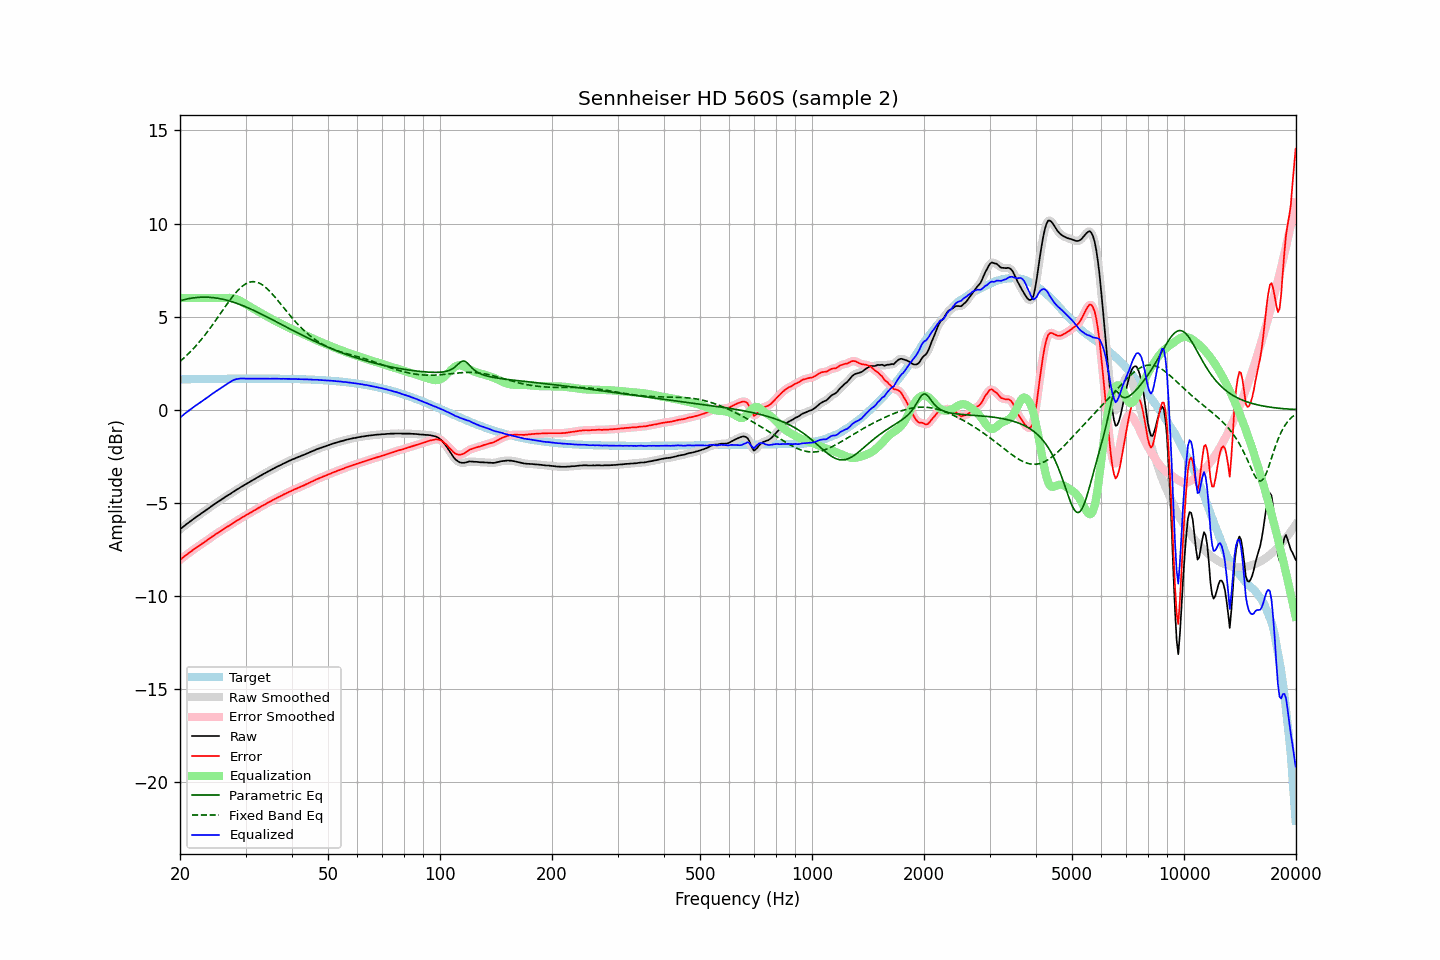 Sennheiser HD 560S (sample 2)
15
10
5
0
−5
−10
−15
−20
Amplitude (dBr)
Target
Raw Smoothed
Error Smoothed
Raw
Error
Equalization
Parametric Eq
Fixed Band Eq
Equalized
20 50 100 200 500 1000 2000 5000 10000 20000
Frequency (Hz)